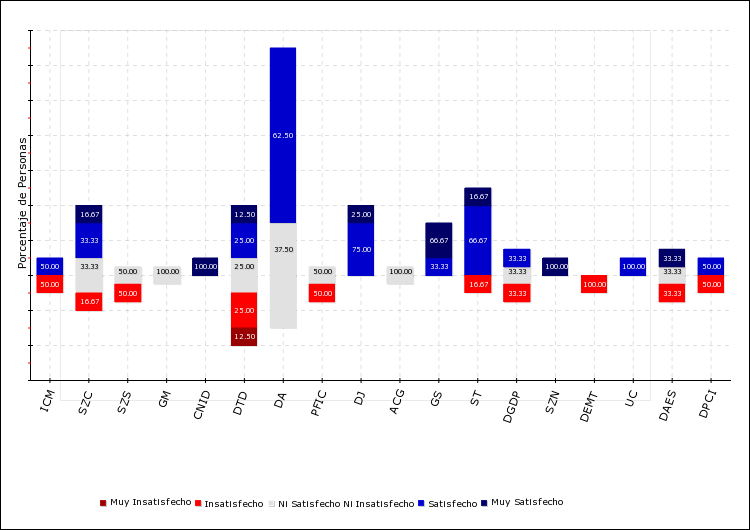 Porcentaje de Personas
62.50
16.67
12.50
25.00
16.67
33.33
25.00
37.50
75.00
66.67
66.67
33.33
33.33
50.00
33.33
50.00
100.00
100.00
25.00
50.00
100.00
33.33
33.33
100.00
100.00
33.33
50.00
50.00
16.67
50.00
25.00
50.00
16.67
33.33
100.00
33.33
50.00
12.50
ICM
SZC
SZS
GM
CNID
DTD
DA
PFIC
DJ
ACG
GS
ST
DGDP
SZN
DEMT
UC
DAES
DPCI
Muy Insatisfecho Insatisfecho Ni Satisfecho Ni Insatisfecho Satisfecho Muy Satisfecho